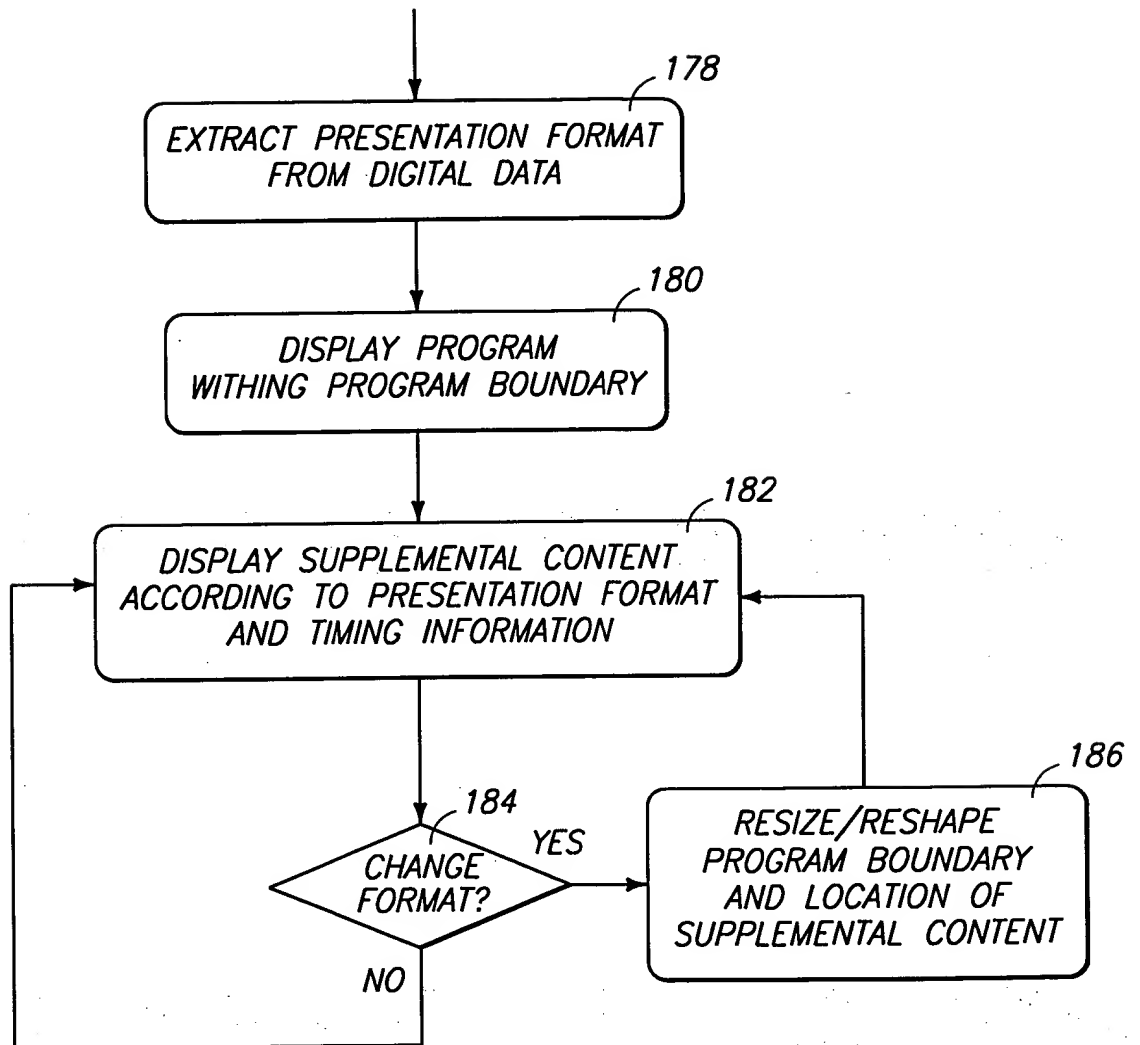 178
EXTRACT PRESENTATION FORMAT
FROM DIGITAL DATA
180
DISPLAY PROGRAM
WITHING PROGRAM BOUNDARY
182
DISPLAY SUPPLEMENTAL CONTENT
ACCORDING TO PRESENTATION FORMAT
AND TIMING INFORMATION
184
CHANGE
FORMAT?
YES
NO
186
RESIZE/RESHAPE
PROGRAM BOUNDARY
AND LOCATION OF
SUPPLEMENTAL CONTENT